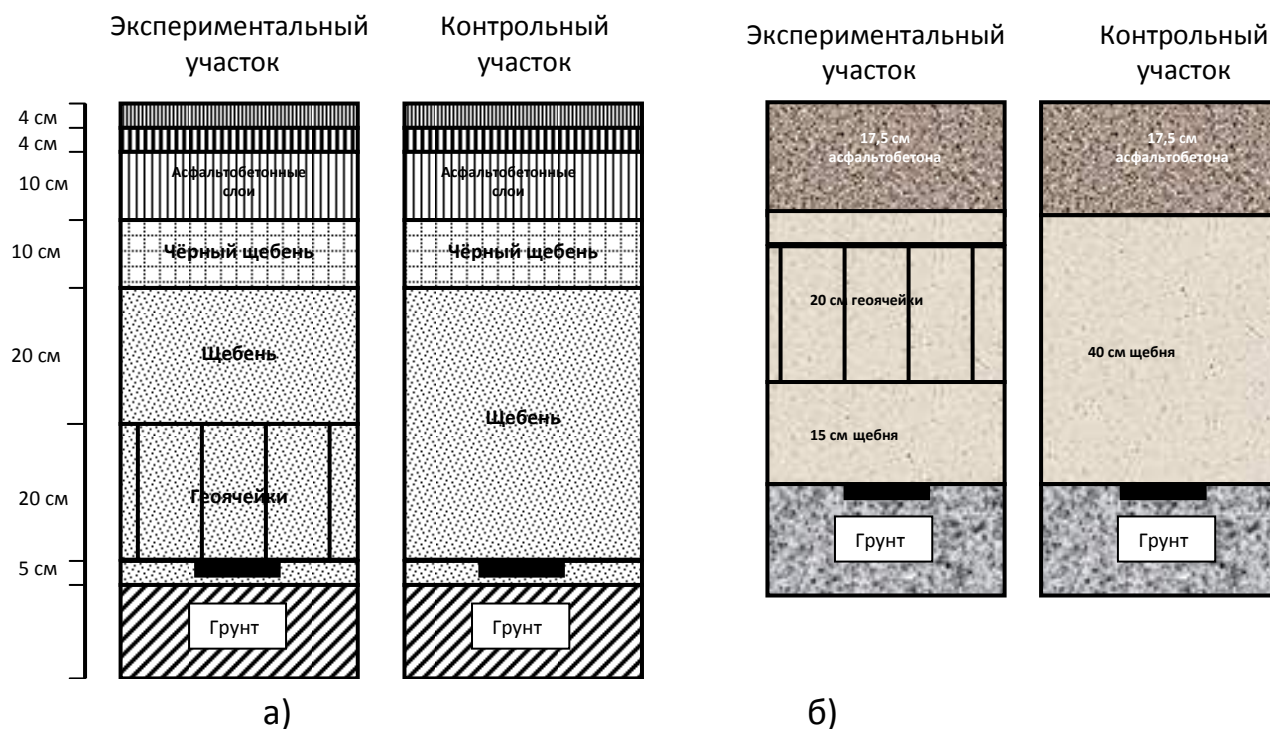 Экспериментальный
участок
Контрольный
участок
4 см
4 см
10 см
10 см
20 см
20 см
5 см
Асфальтобетонные
слои
Чёрный щебень
Щебень
Геоячейки
Грунт
Асфальтобетонные
слои
Чёрный щебень
Щебень
Грунт
а)
Экспериментальный
участок
Контрольный
участок
17,5 см
асфальтобетона
20 см геоячейки
15 см щебня
Грунт
17,5 см
асфальтобетона
40 см щебня
Грунт
б)